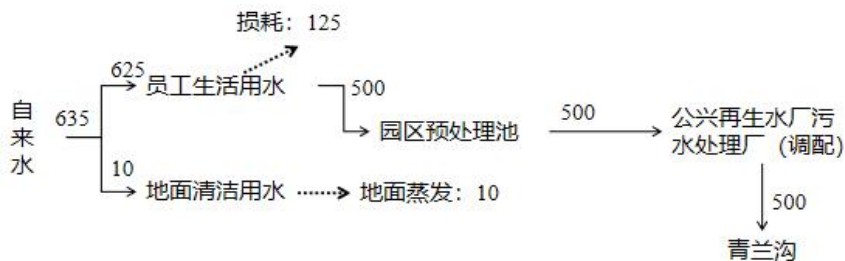 损耗：125
625
员工生活用水
500
自来水
635
园区预处理池
500
公兴再生水厂污
水处理厂（调配）
10
地面清洁用水
地面蒸发：10
500
青兰沟